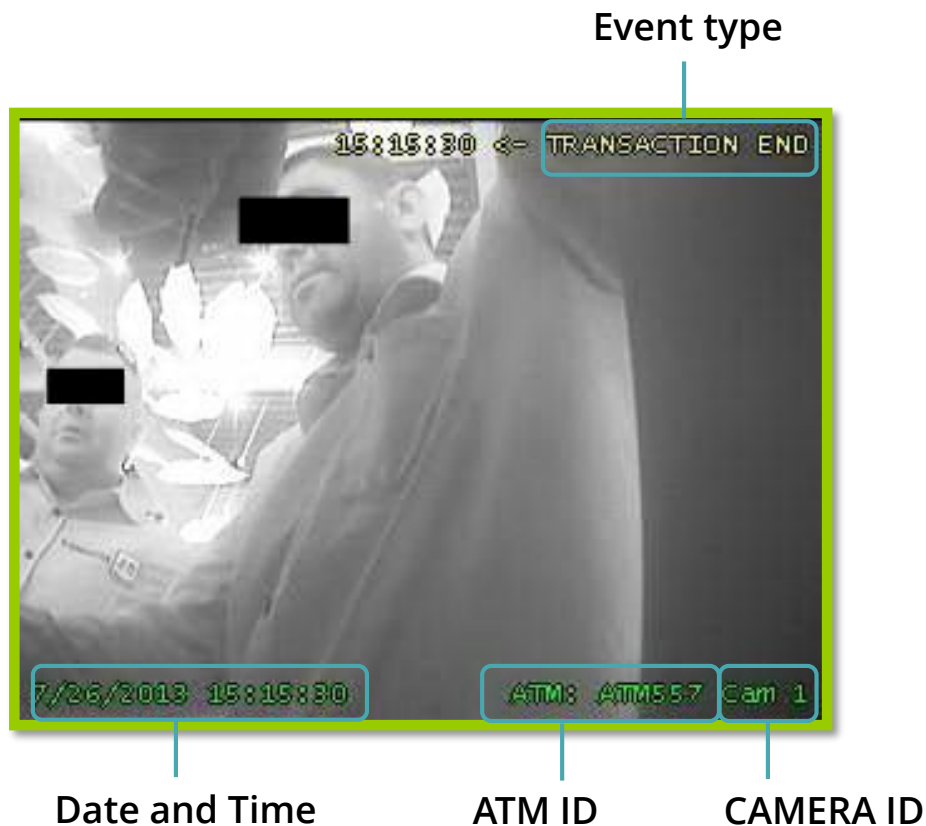 Event type
15:15:30 <- TRANSACTION END
7/26/2013 15:15:30 ATM: ATM557 Cam 1
Date and Time ATM ID CAMERA ID